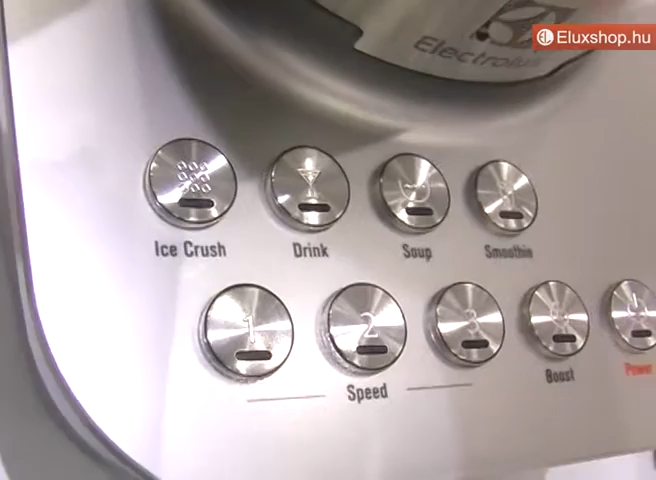 Eluxshop.hu
Electrolux
Ice Crush
Drink
Soup
Smoothie
1
2
3
Speed
Boost
Power